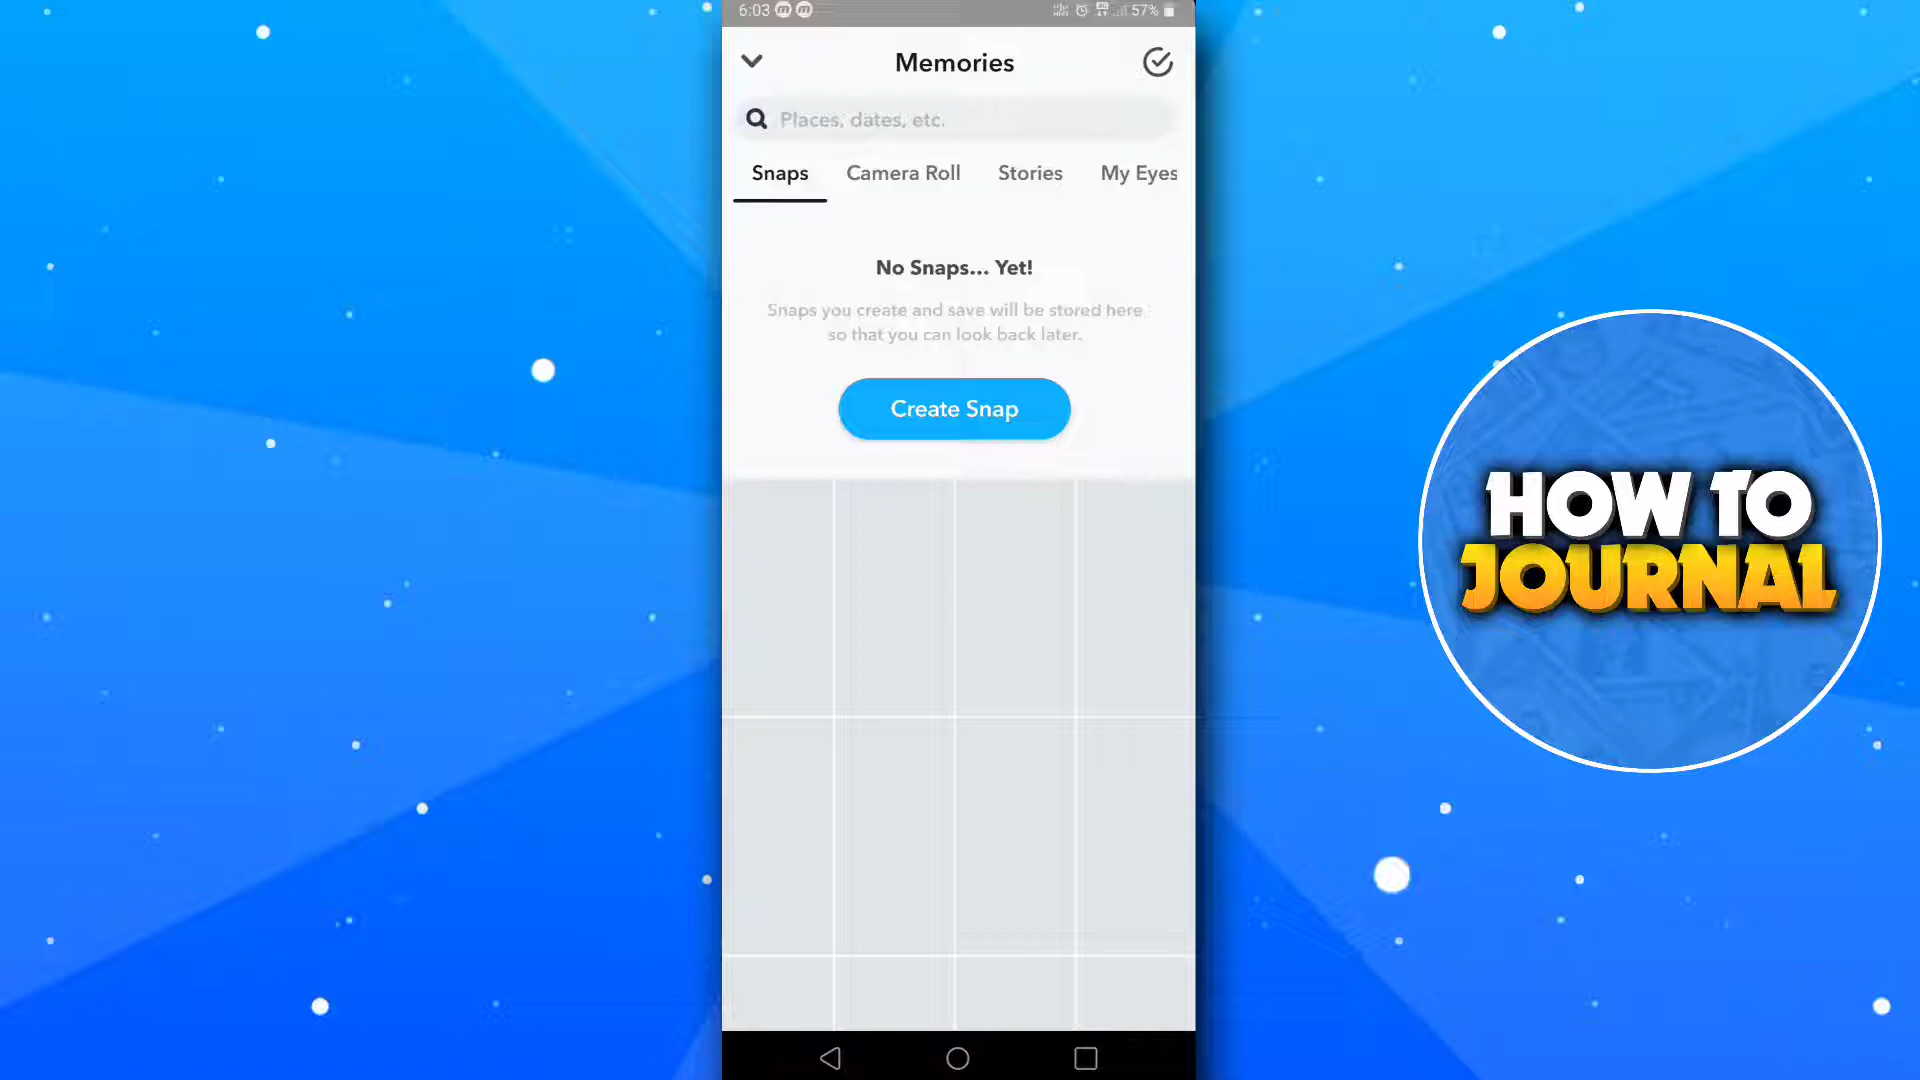 6:03
57%
Memories
Places, dates, etc.
Snaps Camera Roll Stories My Eyes
No Snaps... Yet!
Snaps you create and save will be stored here
so that you can look back later.
Create Snap
HOW TO
JOURNAL